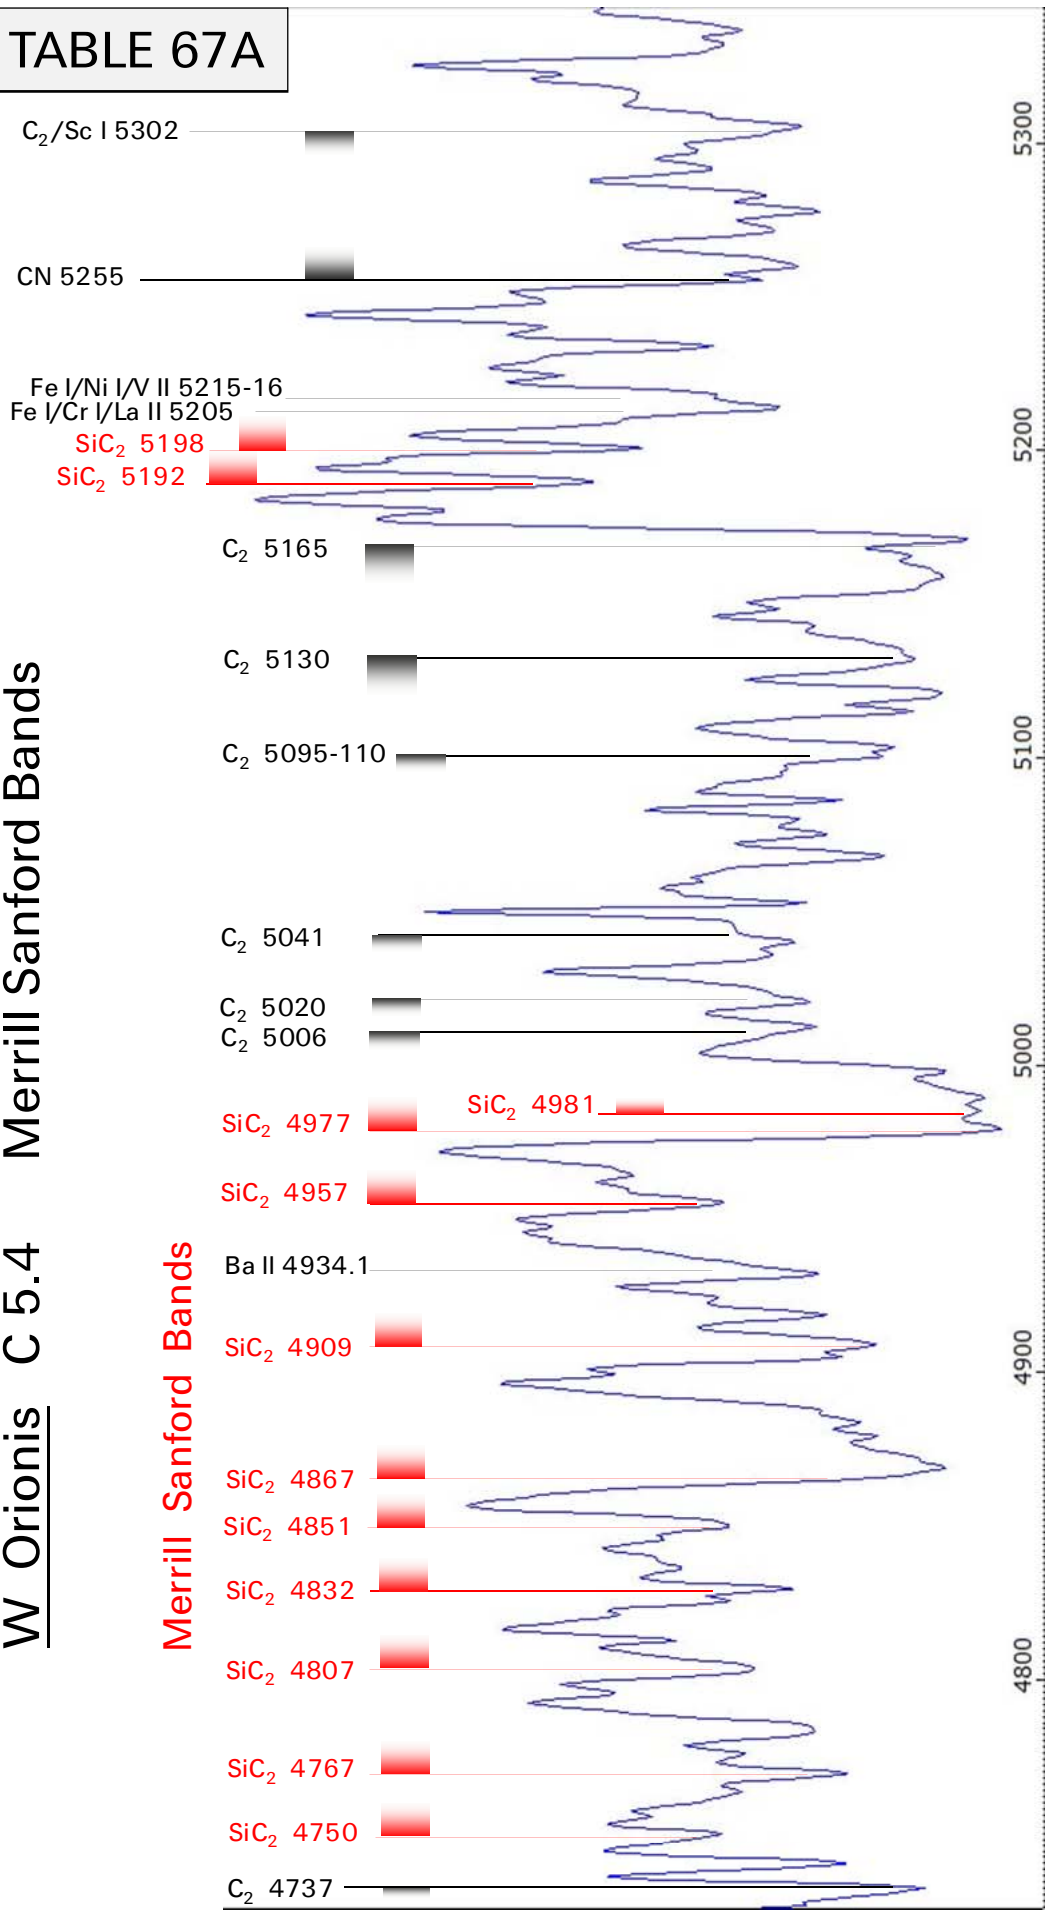 TABLE 67A
C₂/Sc I 5302
CN 5255
Fe I/Ni I/V II 5215-16
Fe I/Cr I/La II 5205
SiC₂ 5198
SiC₂ 5192
C₂ 5165
C₂ 5130
C₂ 5095-110
C₂ 5041
C₂ 5020
C₂ 5006
SiC₂ 4981
SiC₂ 4977
SiC₂ 4957
Ba II 4934.1
SiC₂ 4909
SiC₂ 4867
SiC₂ 4851
SiC₂ 4832
SiC₂ 4807
SiC₂ 4767
SiC₂ 4750
C₂ 4737
W Orionis C 5.4 Merrill Sanford Bands
Merrill Sanford Bands
5300
5200
5100
5000
4900
4800